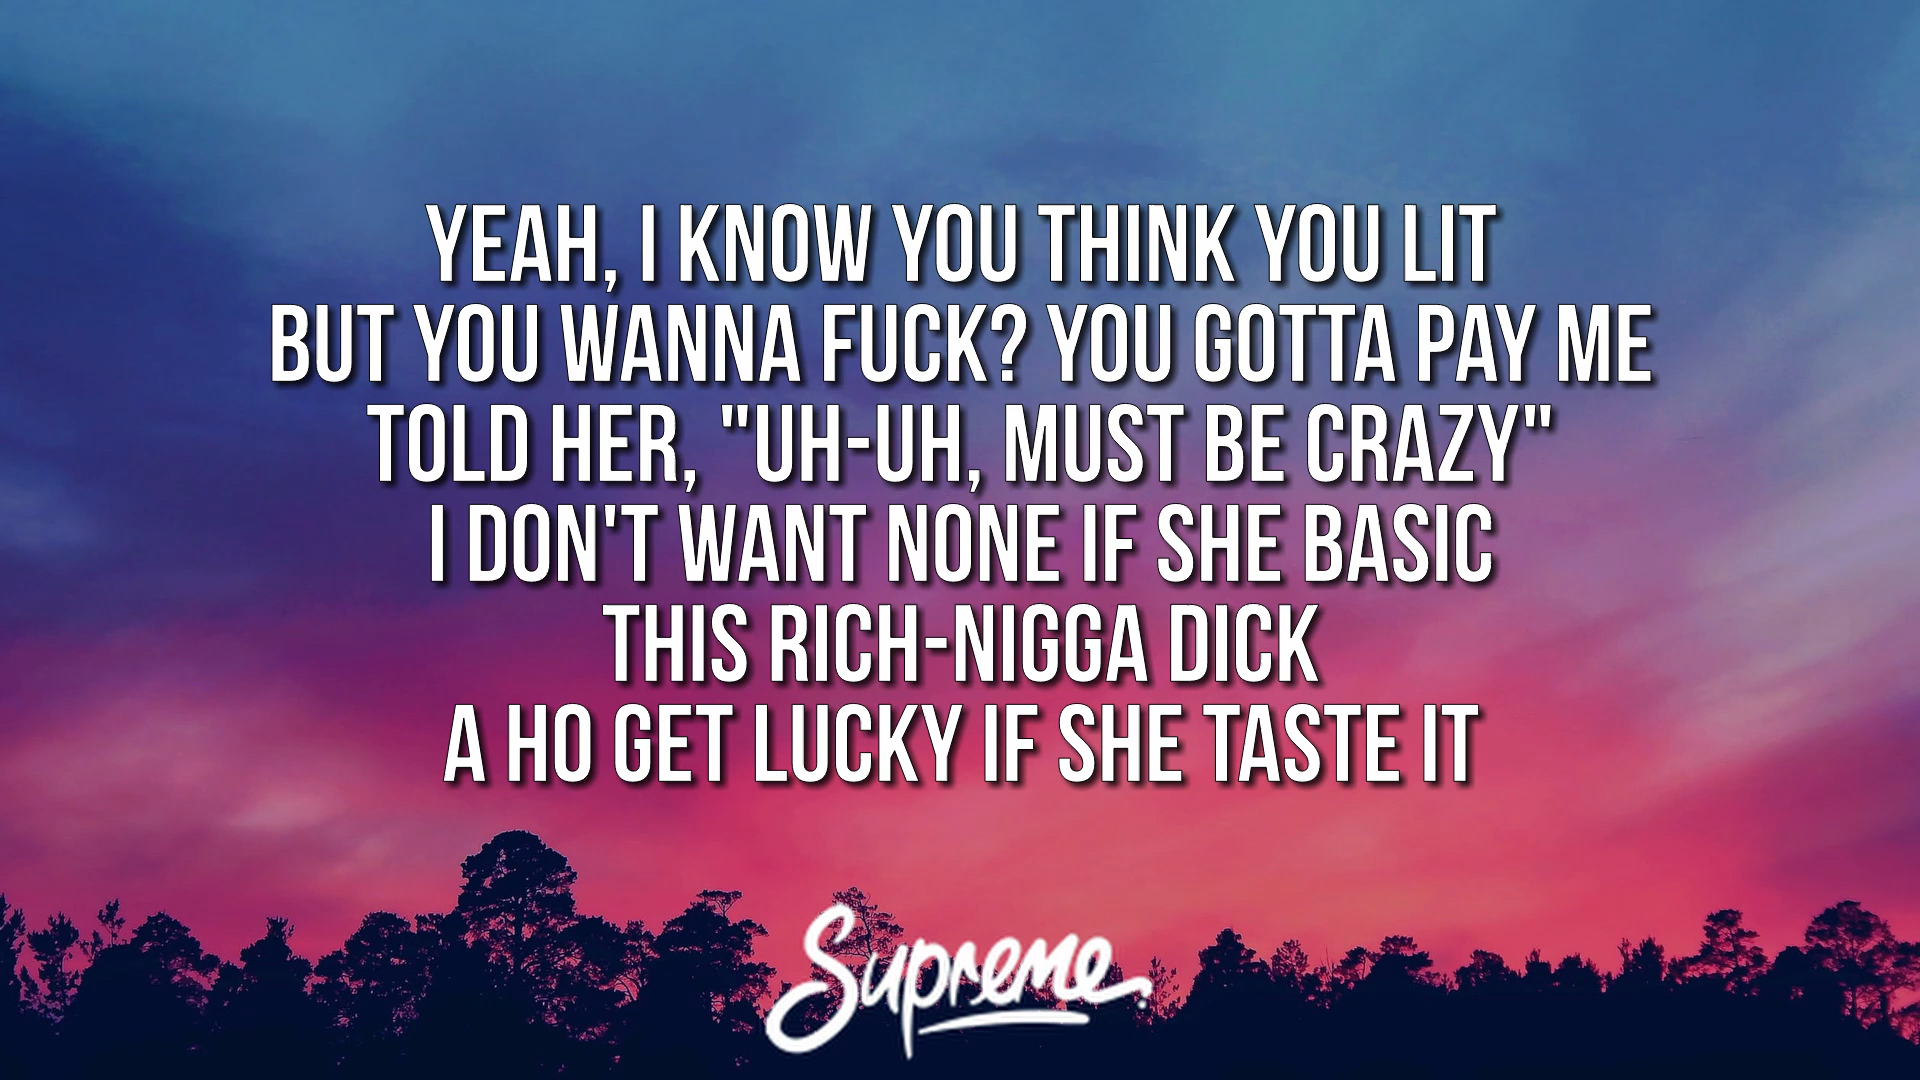 YEAH, I KNOW YOU THINK YOU LIT
BUT YOU WANNA FUCK? YOU GOTTA PAY ME
TOLD HER, "UH-UH, MUST BE CRAZY"
I DON'T WANT NONE IF SHE BASIC
THIS RICH-NIGGA DICK
A HO GET LUCKY IF SHE TASTE IT
Supreme.